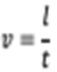 v = l/t